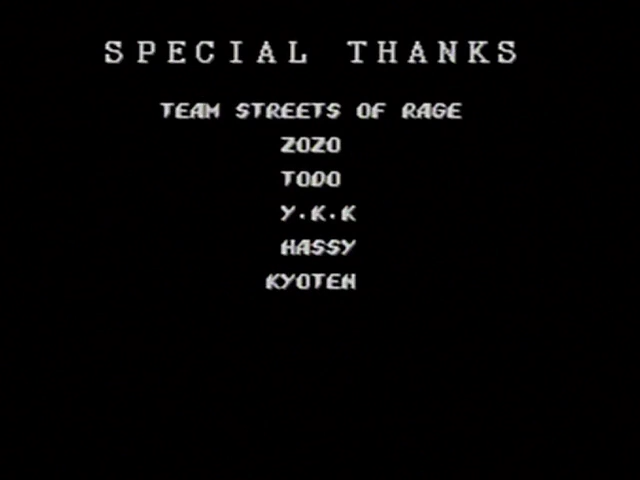 SPECIAL THANKS
TEAM STREETS OF RAGE
ZOZO
TODO
Y.K.K
HASSY
KYOTEN